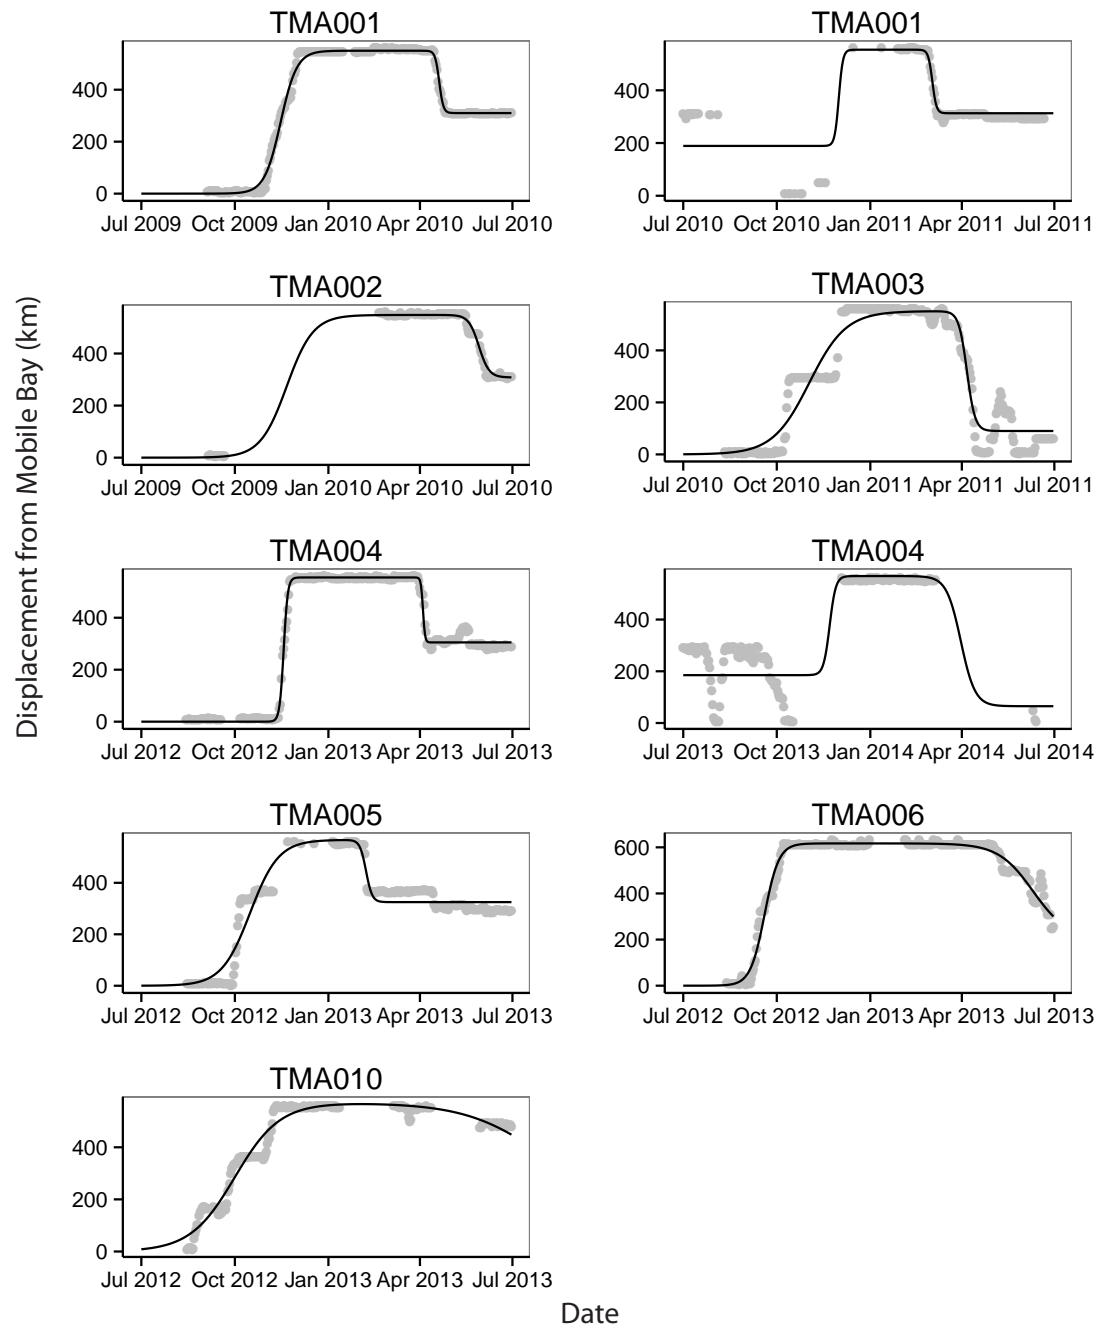 TMA001
400
200
0
Jul 2009 Oct 2009 Jan 2010 Apr 2010 Jul 2010
TMA001
400
200
0
Jul 2010 Oct 2010 Jan 2011 Apr 2011 Jul 2011
TMA002
400
200
0
Jul 2009 Oct 2009 Jan 2010 Apr 2010 Jul 2010
TMA003
400
200
0
Jul 2010 Oct 2010 Jan 2011 Apr 2011 Jul 2011
Displacement from Mobile Bay (km)
TMA004
400
200
0
Jul 2012 Oct 2012 Jan 2013 Apr 2013 Jul 2013
TMA004
400
200
0
Jul 2013 Oct 2013 Jan 2014 Apr 2014 Jul 2014
TMA005
400
200
0
Jul 2012 Oct 2012 Jan 2013 Apr 2013 Jul 2013
TMA006
600
400
200
0
Jul 2012 Oct 2012 Jan 2013 Apr 2013 Jul 2013
TMA010
400
200
0
Jul 2012 Oct 2012 Jan 2013 Apr 2013 Jul 2013
Date